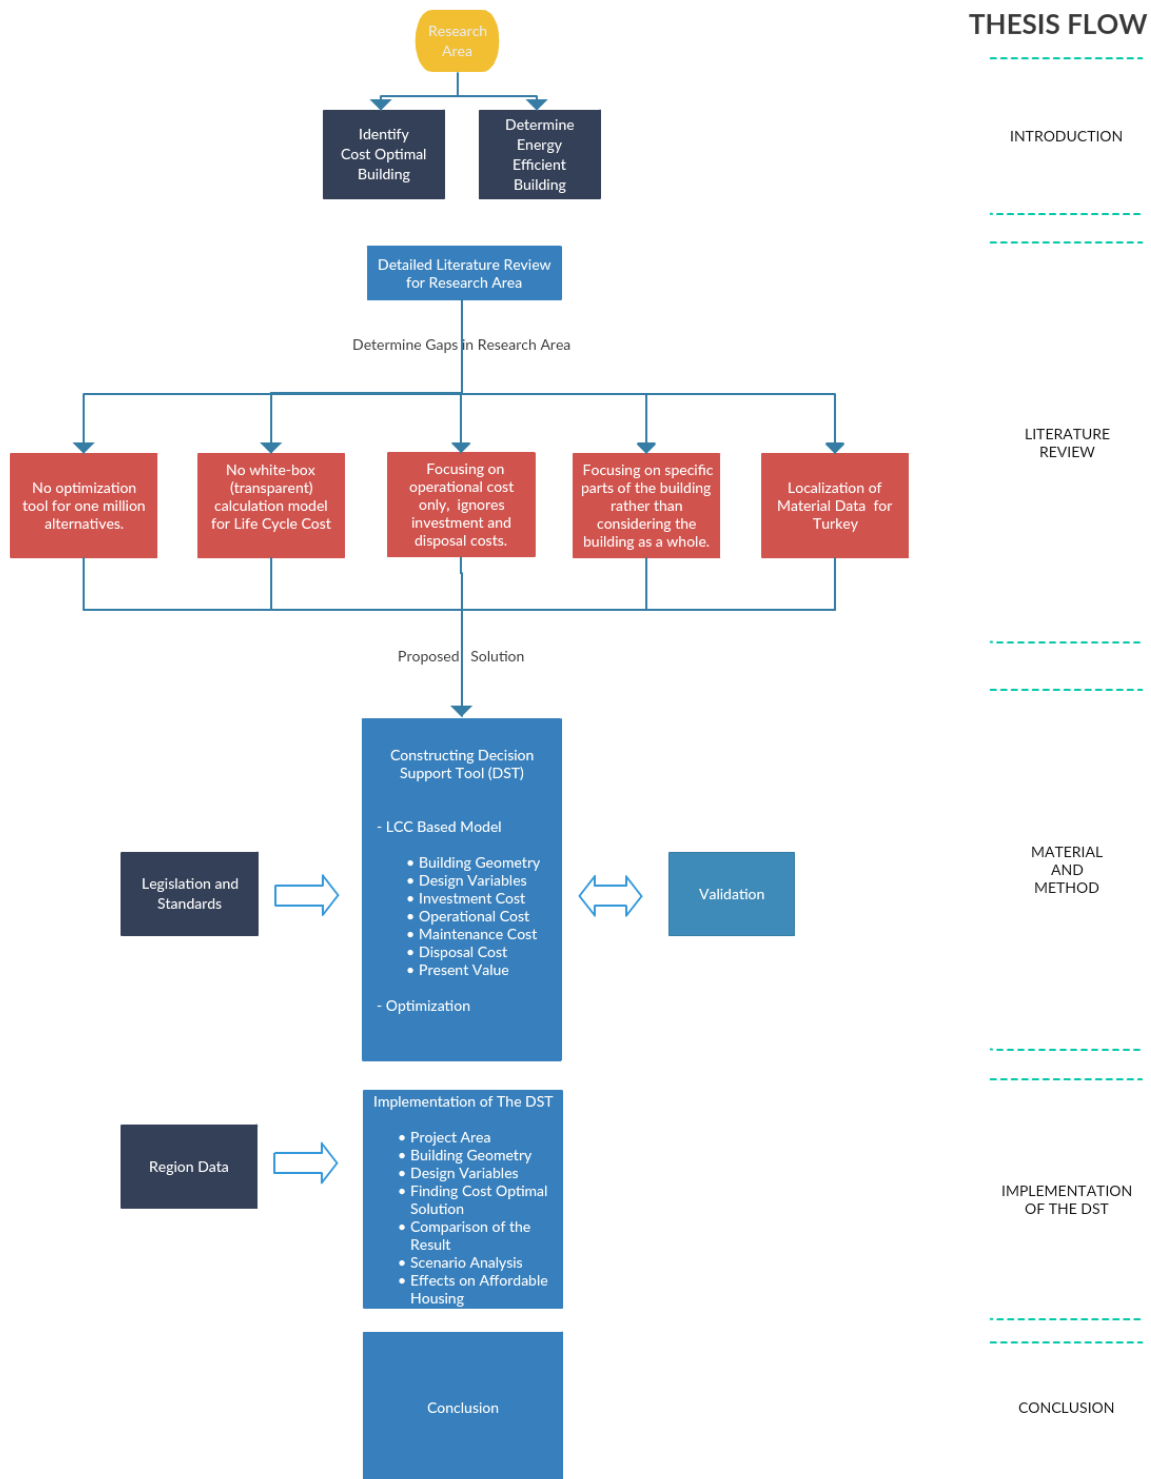 THESIS FLOW
Research
Area
Identify
Cost Optimal
Building
Determine
Energy
Efficient
Building
INTRODUCTION
Detailed Literature Review
for Research Area
Determine Gaps in Research Area
No optimization
tool for one million
alternatives.
No white-box
(transparent)
calculation model
for Life Cycle Cost
Focusing on
operational cost
only, ignores
investment and
disposal costs.
Focusing on specific
parts of the building
rather than
considering the
building as a whole.
Localization of
Material Data for
Turkey
LITERATURE
REVIEW
Proposed Solution
Constructing Decision
Support Tool (DST)
- LCC Based Model
• Building Geometry
• Design Variables
• Investment Cost
• Operational Cost
• Maintenance Cost
• Disposal Cost
• Present Value
- Optimization
Legislation and
Standards
Validation
MATERIAL
AND
METHOD
Implementation of The DST
• Project Area
• Building Geometry
• Design Variables
• Finding Cost Optimal
Solution
• Comparison of the
Result
• Scenario Analysis
• Effects on Affordable
Housing
Region Data
IMPLEMENTATION
OF THE DST
Conclusion
CONCLUSION